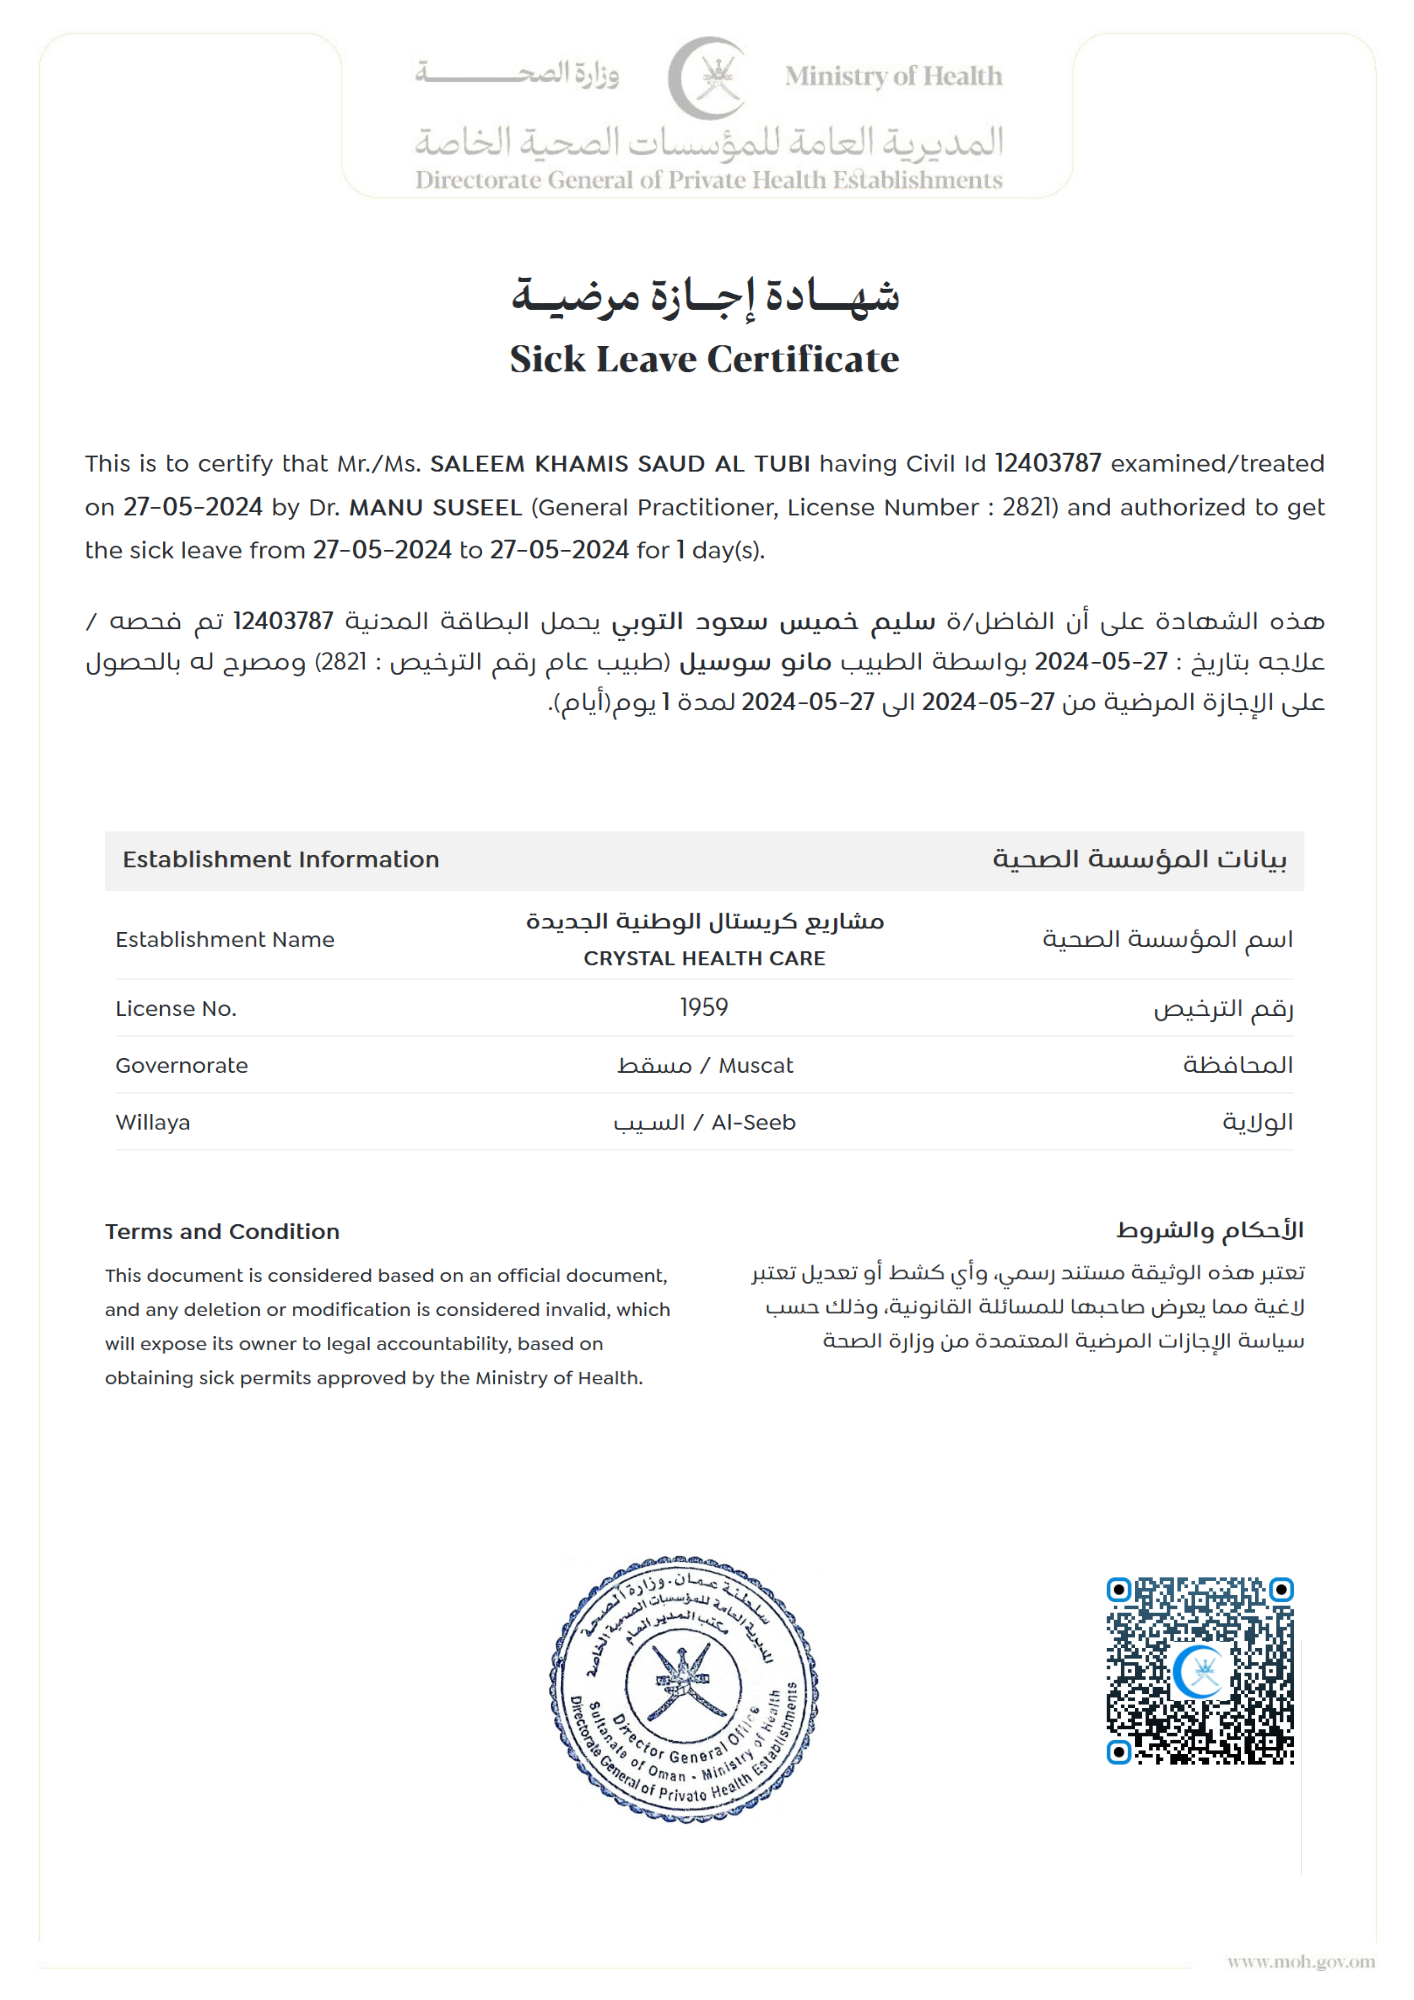 وزارة الصحـــــــــة
Ministry of Health
المديرية العامة للمؤسسات الصحية الخاصة
Directorate General of Private Health Establishments
شهـــادة إجــازة مرضيــة
Sick Leave Certificate
This is to certify that Mr./Ms. SALEEM KHAMIS SAUD AL TUBI having Civil Id 12403787 examined/treated
on 27-05-2024 by Dr. MANU SUSEEL (General Practitioner, License Number : 2821) and authorized to get
the sick leave from 27-05-2024 to 27-05-2024 for 1 day(s).
هذه الشهادة على أن الفاضل/ة سليم خميس سعود التوبي يحمل البطاقة المدنية 12403787 تم فحصه /
علاجه بتاريخ : 27-05-2024 بواسطة الطبيب مانو سوسيل (طبيب عام رقم الترخيص : 2821) ومصرح له بالحصول
على الإجازة المرضية من 27-05-2024 الى 27-05-2024 لمدة 1 يوم(أيام).
Establishment Information
بيانات المؤسسة الصحية
Establishment Name
مشاريع كريستال الوطنية الجديدة
CRYSTAL HEALTH CARE
اسم المؤسسة الصحية
License No.
1959
رقم الترخيص
Governorate
مسقط / Muscat
المحافظة
Willaya
السيب / Al-Seeb
الولاية
Terms and Condition
This document is considered based on an official document,
and any deletion or modification is considered invalid, which
will expose its owner to legal accountability, based on
obtaining sick permits approved by the Ministry of Health.
الأحكام والشروط
تعتبر هذه الوثيقة مستند رسمي، وأي كشط أو تعديل تعتبر
لاغية مما يعرض صاحبها للمسائلة القانونية، وذلك حسب
سياسة الإجازات المرضية المعتمدة من وزارة الصحة
سلطنة عمان - وزارة الصحة
المديرية العامة للمؤسسات الصحية الخاصة
مكتب المدير العام
Director General Office
Sultanate of Oman - Ministry of Health
Directorate General of Private Health Establishments
www.moh.gov.om